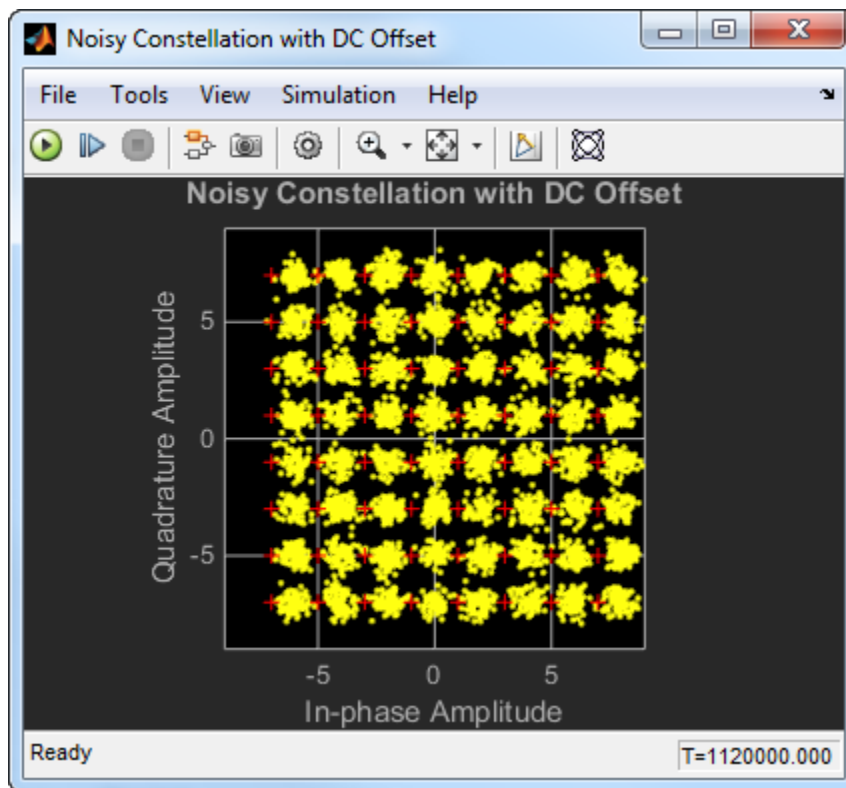 Noisy Constellation with DC Offset
File Tools View Simulation Help
Noisy Constellation with DC Offset
Quadrature Amplitude
5
0
-5
-5 0 5
In-phase Amplitude
Ready T=1120000.000